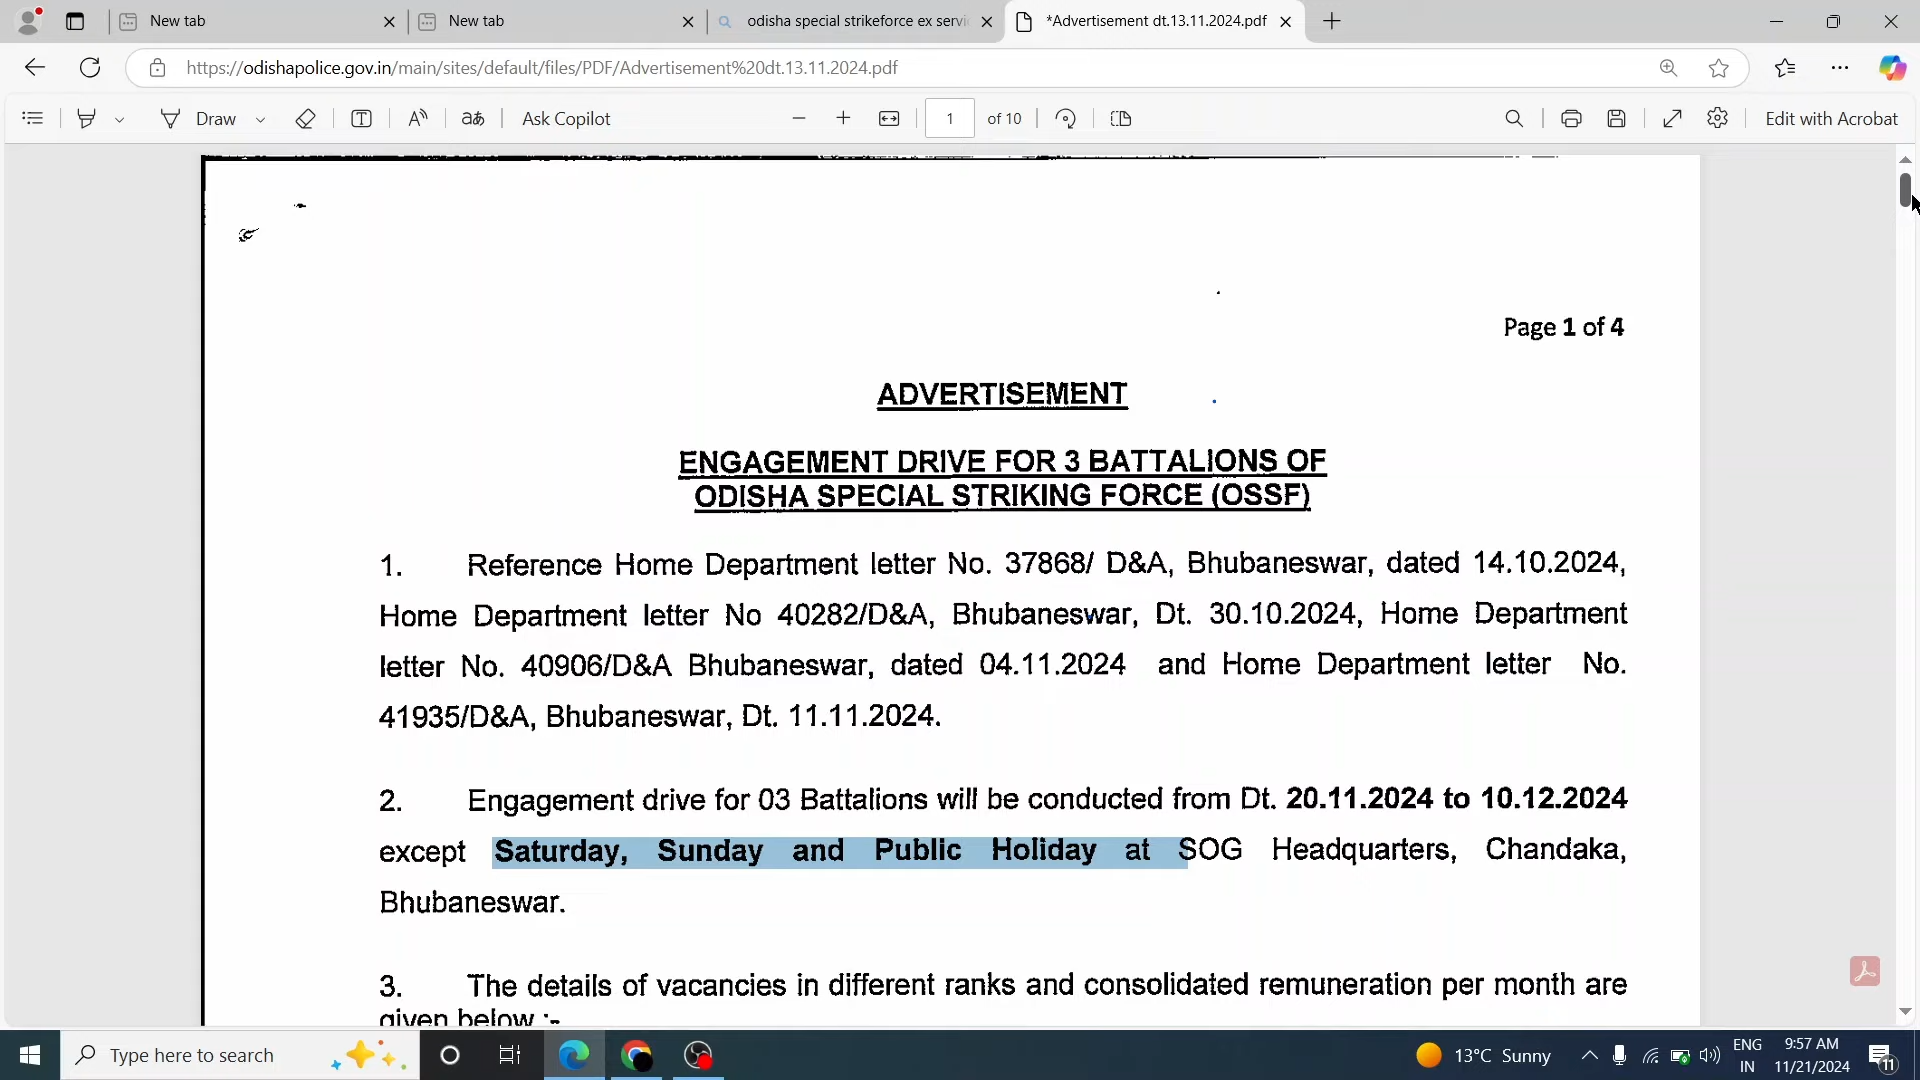 New tab
New tab
odisha special strikeforce ex servi
*Advertisement dt.13.11.2024.pdf
https://odishapolice.gov.in/main/sites/default/files/PDF/Advertisement%20dt.13.11.2024.pdf
Draw
Ask Copilot
1 of 10
Edit with Acrobat
Page 1 of 4
ADVERTISEMENT
ENGAGEMENT DRIVE FOR 3 BATTALIONS OF
ODISHA SPECIAL STRIKING FORCE (OSSF)
1. Reference Home Department letter No. 37868/ D&A, Bhubaneswar, dated 14.10.2024,
Home Department letter No 40282/D&A, Bhubaneswar, Dt. 30.10.2024, Home Department
letter No. 40906/D&A Bhubaneswar, dated 04.11.2024 and Home Department letter No.
41935/D&A, Bhubaneswar, Dt. 11.11.2024.
2. Engagement drive for 03 Battalions will be conducted from Dt. 20.11.2024 to 10.12.2024
except Saturday, Sunday and Public Holiday at SOG Headquarters, Chandaka,
Bhubaneswar.
3. The details of vacancies in different ranks and consolidated remuneration per month are
given below :-
Type here to search
13°C Sunny
ENG
IN
9:57 AM
11/21/2024
11